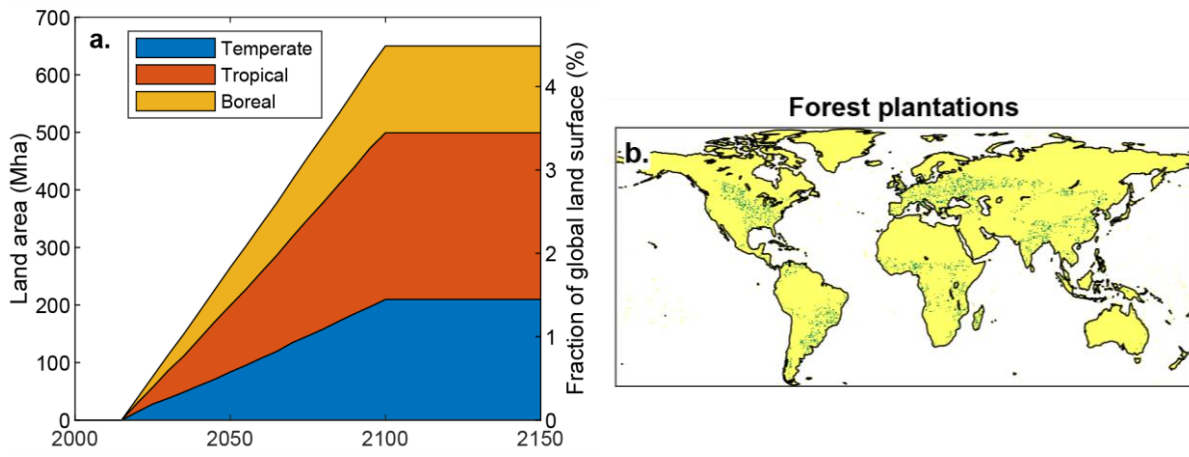 a.
Temperate
Tropical
Boreal
Land area (Mha)
700
600
500
400
300
200
100
0
2000
2050
2100
2150
Fraction of global land surface (%)
4
3
2
1
0
Forest plantations
b.